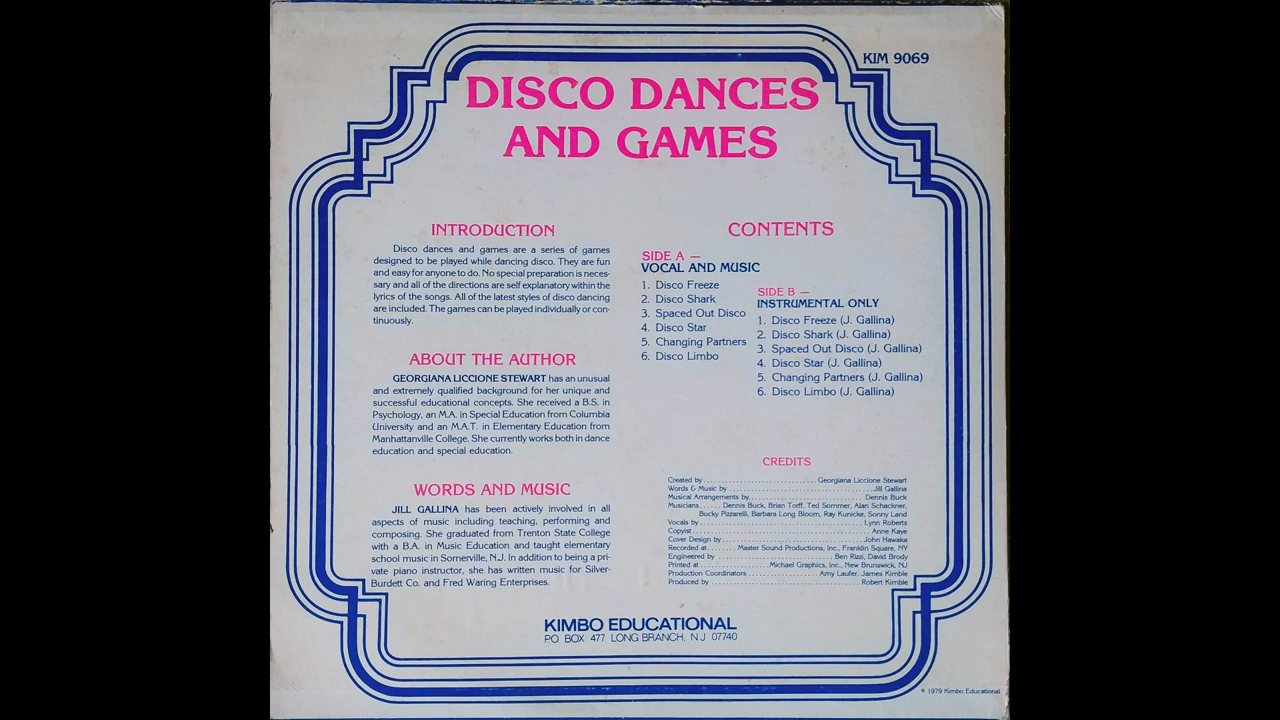 KIM 9069
DISCO DANCES
AND GAMES
INTRODUCTION
Disco dances and games are a series of games
designed to be played while dancing disco. They are fun
and easy for anyone to do. No special preparation is neces-
sary and all of the directions are self explanatory within the
lyrics of the songs. All of the latest styles of disco dancing
are included. The games can be played individually or con-
tinuously.
ABOUT THE AUTHOR
GEORGIANA LICCIONE STEWART has an unusual
and extremely qualified background for her unique and
successful educational concepts. She received a B.S. in
Psychology, an M.A. in Special Education from Columbia
University and an M.A.T. in Elementary Education from
Manhattanville College. She currently works both in dance
education and special education.
WORDS AND MUSIC
JILL GALLINA has been actively involved in all
aspects of music including teaching, performing and
composing. She graduated from Trenton State College
with a B.A. in Music Education and taught elementary
school music in Somerville, N.J. In addition to being a pri-
vate piano instructor, she has written music for Silver-
Burdett Co. and Fred Waring Enterprises.
CONTENTS
SIDE A —
VOCAL AND MUSIC
1. Disco Freeze
2. Disco Shark
3. Spaced Out Disco
4. Disco Star
5. Changing Partners
6. Disco Limbo
SIDE B —
INSTRUMENTAL ONLY
1. Disco Freeze (J. Gallina)
2. Disco Shark (J. Gallina)
3. Spaced Out Disco (J. Gallina)
4. Disco Star (J. Gallina)
5. Changing Partners (J. Gallina)
6. Disco Limbo (J. Gallina)
CREDITS
Created by ............ Georgiana Liccione Stewart
Words & Music by ............ Jill Gallina
Musical Arrangements by ............ Dennis Buck
Musicians ...... Dennis Buck, Brian Torff, Ted Sommer, Alan Schackner,
Bucky Pizzarelli, Barbara Long Bloom, Ray Kunicke, Sonny Land
Vocals by ............ Lynn Roberts
Copyist ............ Anne Kaye
Cover Design by ............ John Hawaka
Recorded at ....... Master Sound Productions, Inc., Franklin Square, NY
Engineered by ............ Ben Rizzi, David Brody
Printed at ............ Michael Graphics, Inc., New Brunswick, NJ
Production Coordinators ............ Amy Laufer, James Kimble
Produced by ............ Robert Kimble
KIMBO EDUCATIONAL
P.O. BOX 477 LONG BRANCH, N J 07740
© 1979 Kimbo Educational